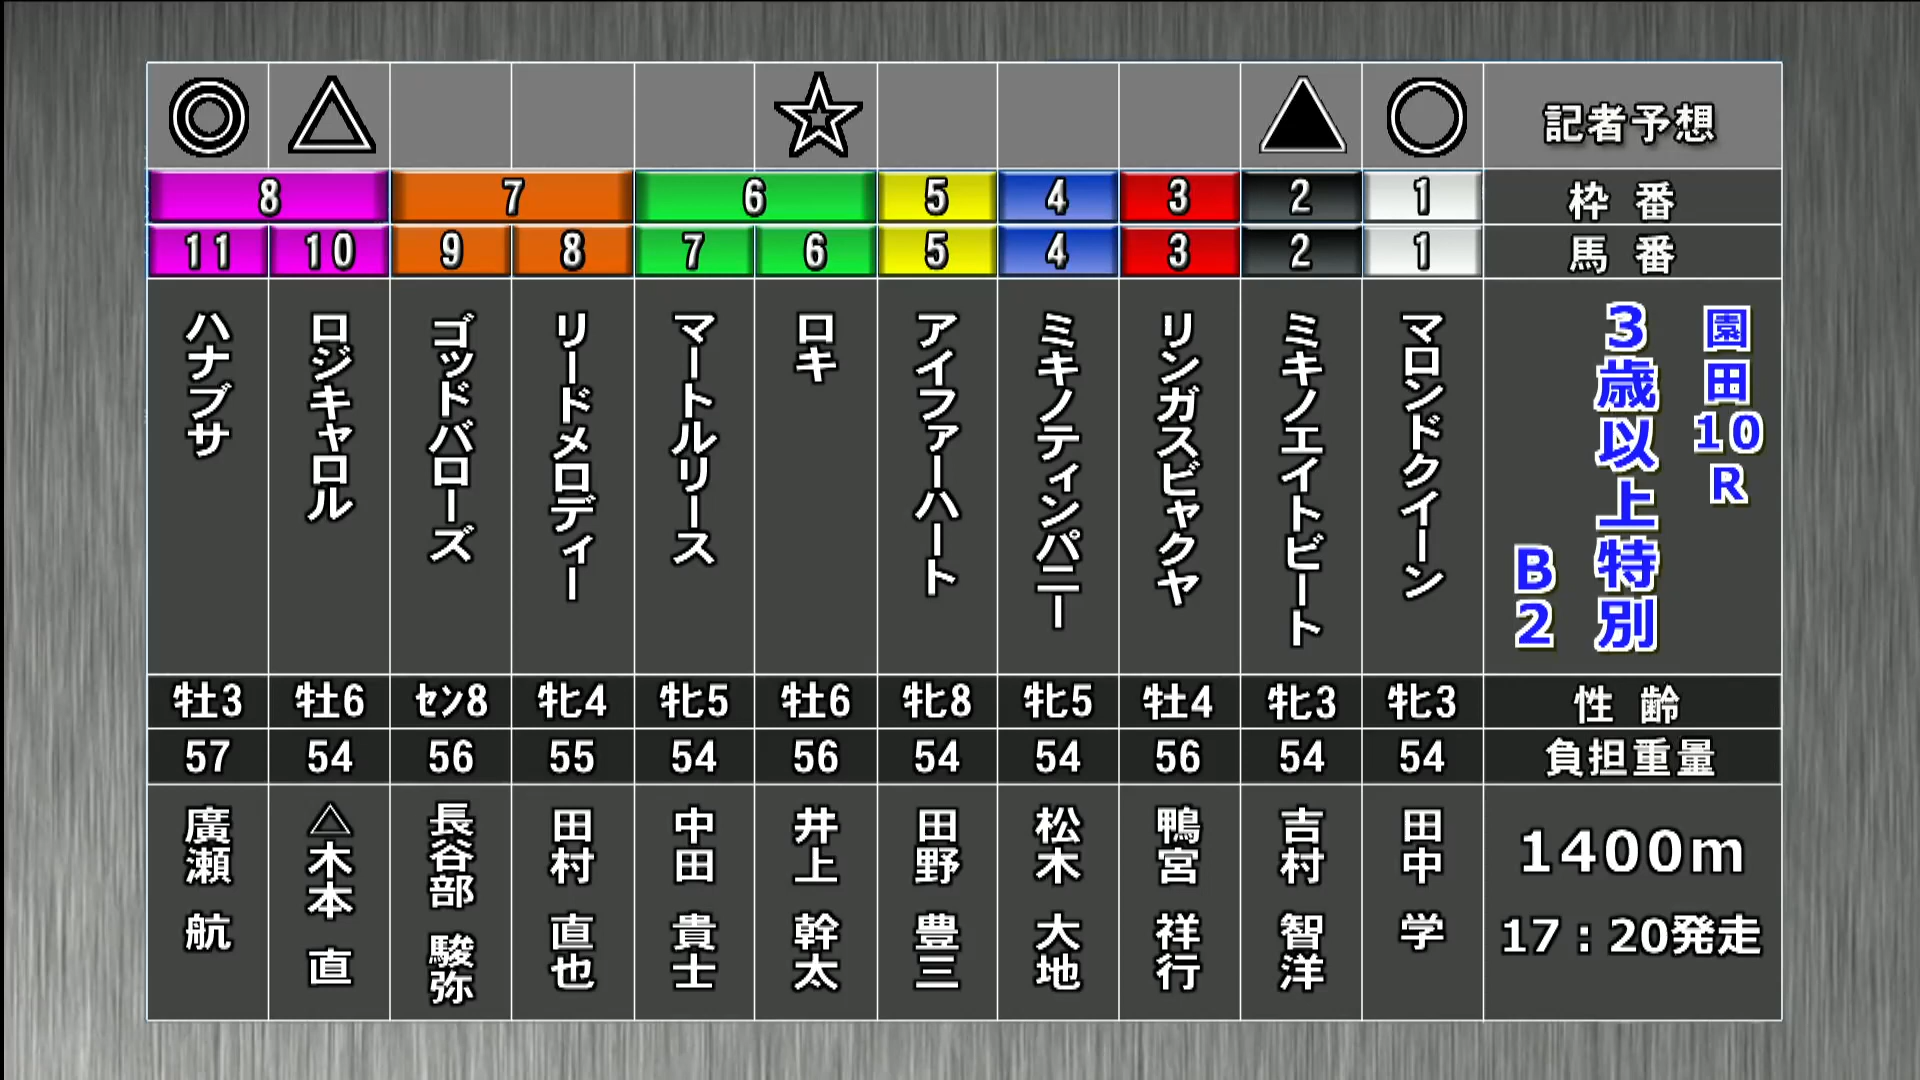 ◎ △ ☆ ▲ ○ 記者予想
8 7 6 5 4 3 2 1 枠 番
11 10 9 8 7 6 5 4 3 2 1 馬 番
園田10R
3歳以上特別
B2
マロンドクイーン
ミキノエイトビート
リンガスビャクヤ
ミキノティンパニー
アイファーハート
ロキ
マートルリース
リードメロディー
ゴッドバローズ
ロジキャロル
ハナブサ
牡3 牡6 セン8 牝4 牝5 牡6 牝8 牝5 牡4 牝3 牝3 性 齢
57 54 56 55 54 56 54 54 56 54 54 負担重量
1400m
17:20発走
田中 学
吉村 智洋
鴨宮 祥行
松木 大地
田野 豊三
井上 幹太
中田 貴士
田村 直也
長谷部 駿弥
△木本 直
廣瀬 航